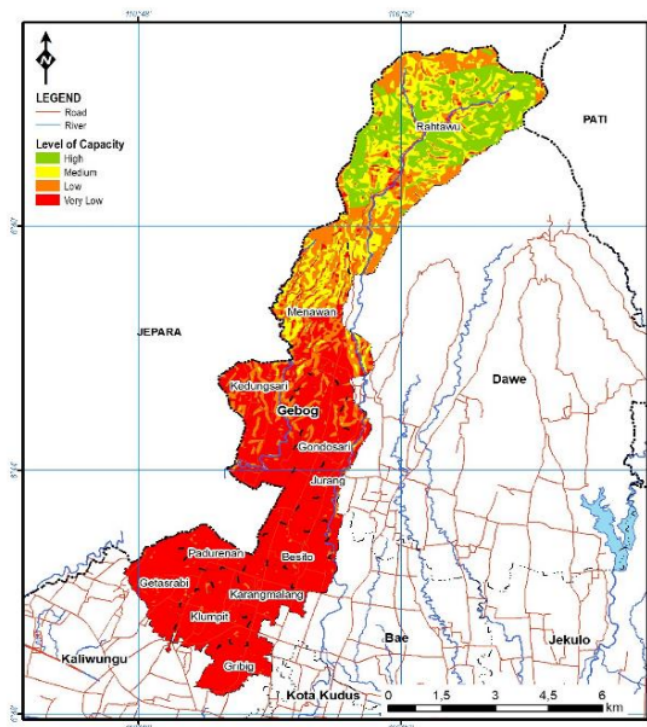 110°48'
N
LEGEND
Road
River
Level of Capacity
High
Medium
Low
Very Low
PATI
Rahtawu
JEPARA
Menawan
Kedungsari
Gebog
Gondosari
Jurang
Dawe
Padurenan
Besito
Getasrabi
Karangmalang
Klumpit
Gribig
Kaliwungu
Bae
Jekulo
Kota Kudus
0 1,5 3 4,5 6
km